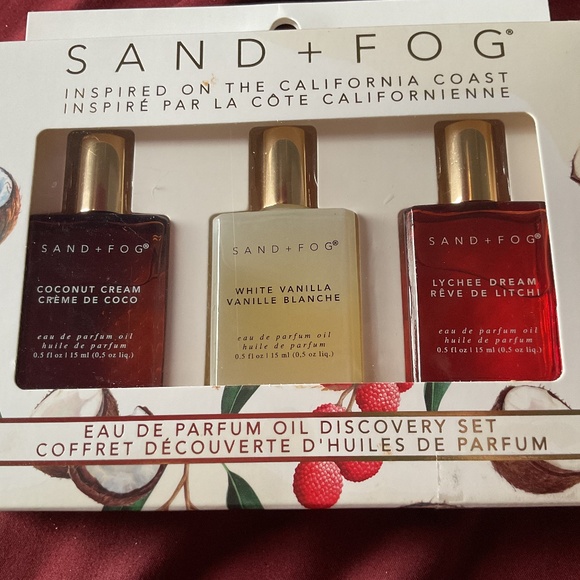 SAND + FOG®
INSPIRED ON THE CALIFORNIA COAST
INSPIRÉ PAR LA CÔTE CALIFORNIENNE
SAND + FOG®
COCONUT CREAM
CRÈME DE COCO
eau de parfum oil
huile de parfum
0.5 fl oz | 15 ml (0,5 oz liq.)
SAND + FOG®
WHITE VANILLA
VANILLE BLANCHE
eau de parfum oil
huile de parfum
0.5 fl oz | 15 ml (0,5 oz liq.)
SAND + FOG®
LYCHEE DREAM
RÊVE DE LITCHI
eau de parfum oil
huile de parfum
0.5 fl oz | 15 ml (0,5 oz liq.)
EAU DE PARFUM OIL DISCOVERY SET
COFFRET DÉCOUVERTE D'HUILES DE PARFUM